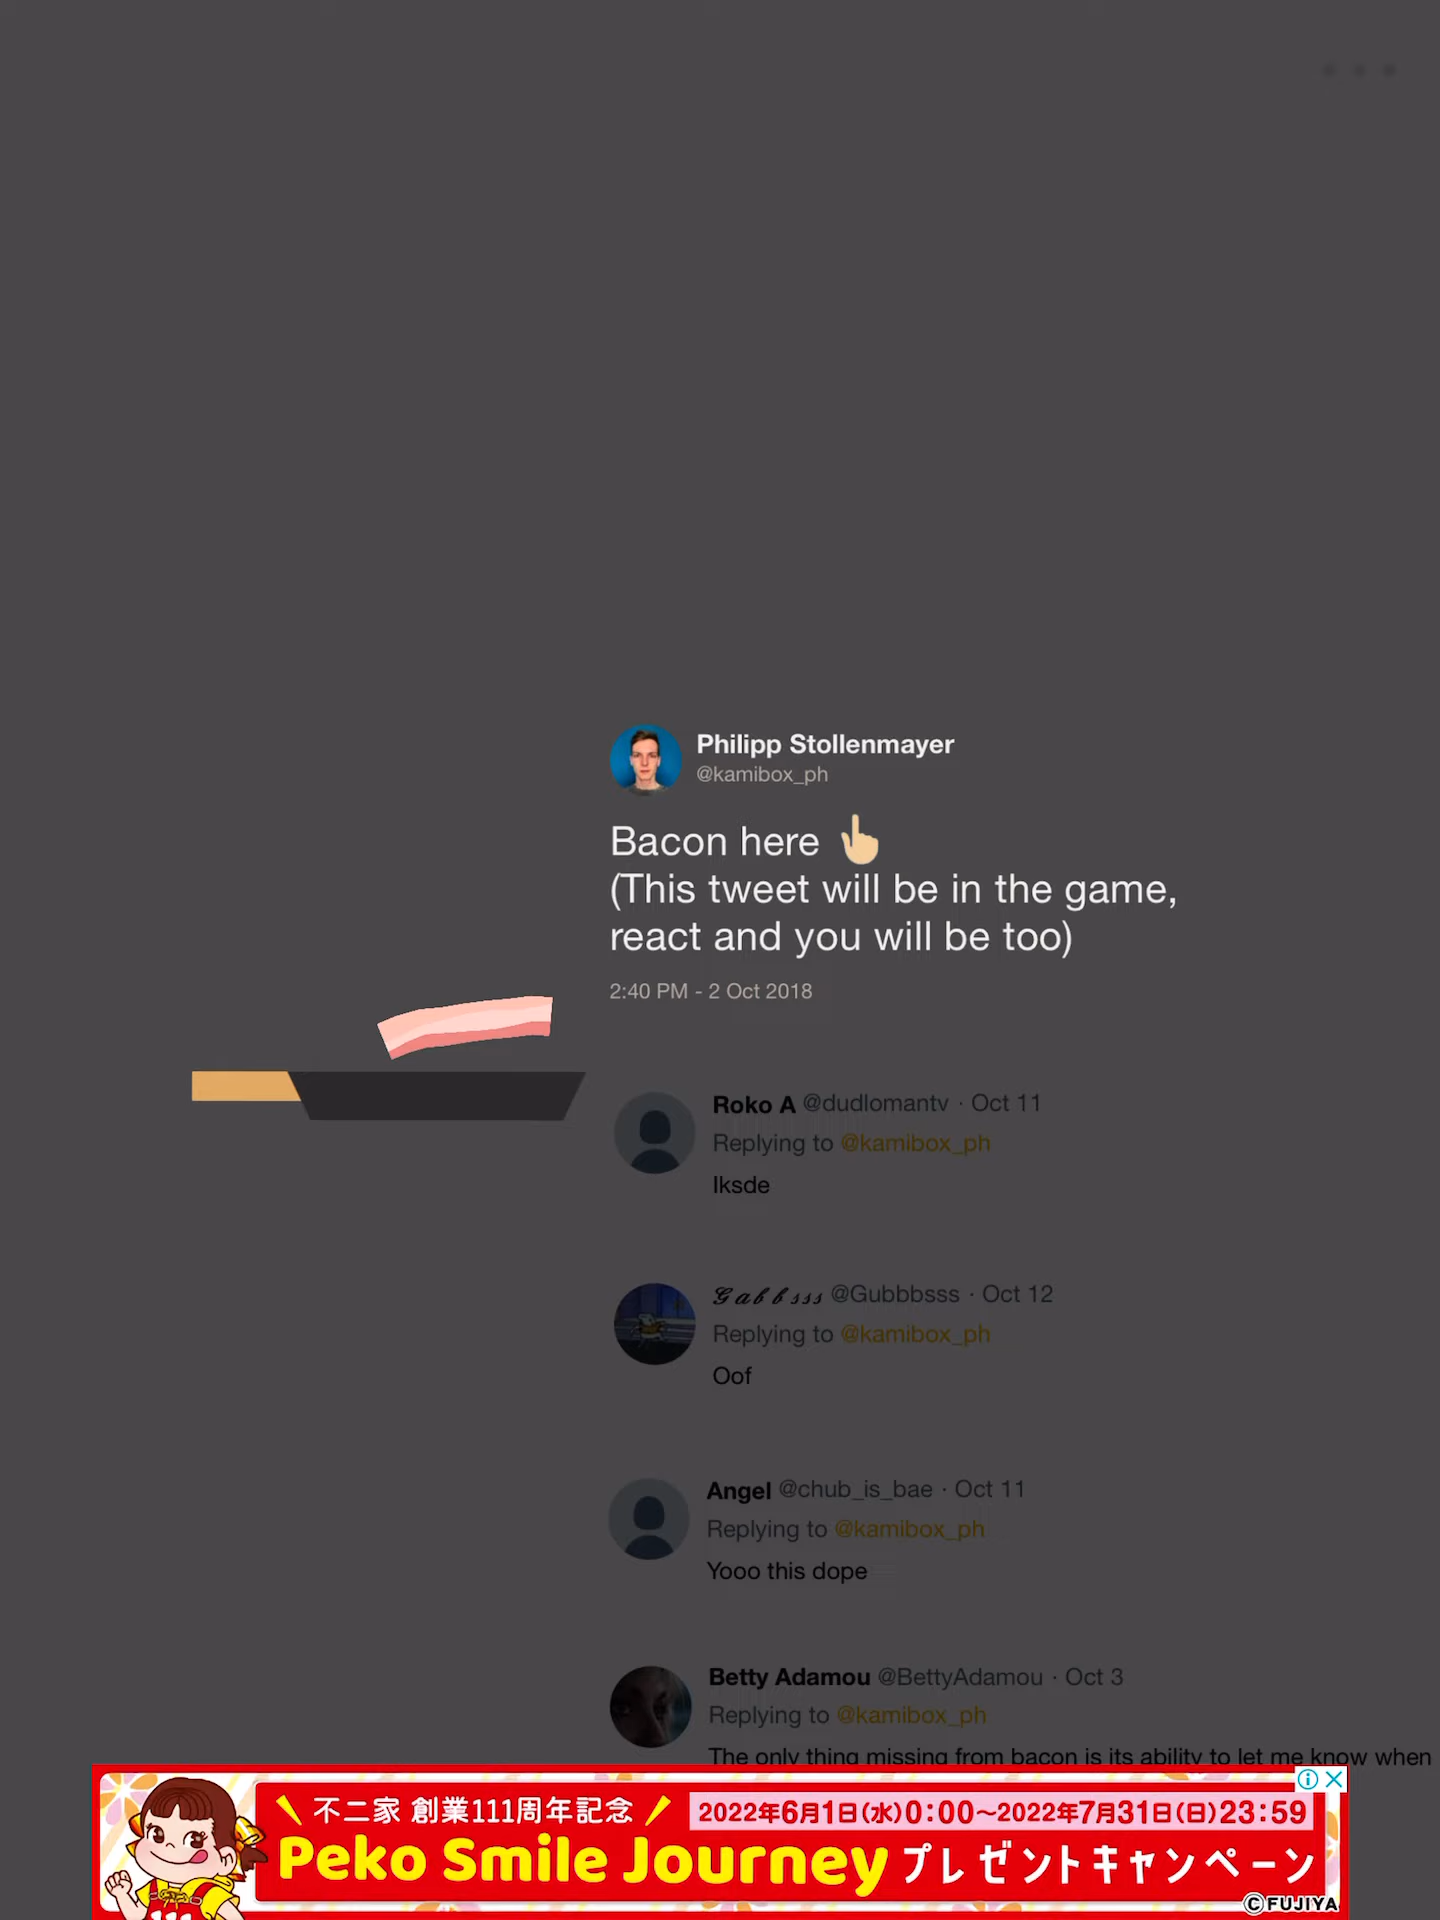 Philipp Stollenmayer
@kamibox_ph
Bacon here 👆
(This tweet will be in the game,
react and you will be too)
2:40 PM - 2 Oct 2018
Roko A @dudlomantv · Oct 11
Replying to @kamibox_ph
Iksde
𝒢𝒶𝒷𝒷𝓈𝓈𝓈 @Gubbbsss · Oct 12
Replying to @kamibox_ph
Oof
Angel @chub_is_bae · Oct 11
Replying to @kamibox_ph
Yooo this dope
Betty Adamou @BettyAdamou · Oct 3
Replying to @kamibox_ph
The only thing missing from bacon is its ability to let me know when
不二家 創業111周年記念
2022年6月1日(水)0:00~2022年7月31日(日)23:59
Peko Smile Journey プレゼントキャンペーン
111
©FUJIYA